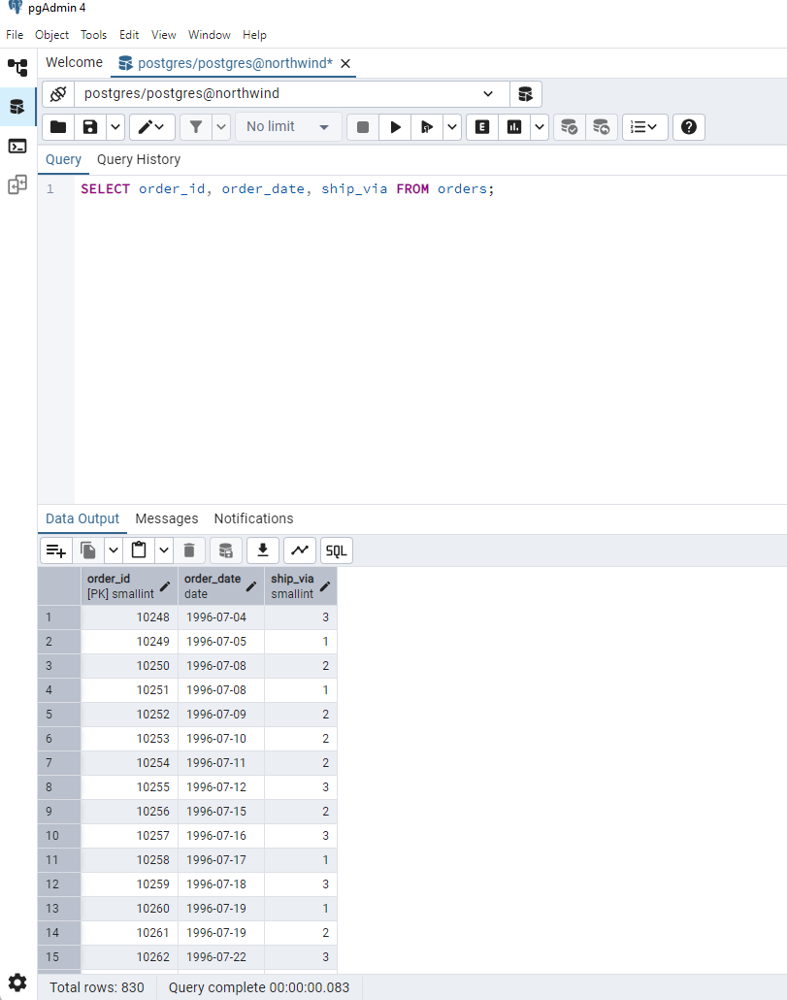 pgAdmin 4
File Object Tools Edit View Window Help
Welcome postgres/postgres@northwind*
postgres/postgres@northwind
No limit
E
Query Query History
1 SELECT order_id, order_date, ship_via FROM orders;
Data Output Messages Notifications
SQL
order_id order_date ship_via
[PK] smallint date smallint
1 10248 1996-07-04 3
2 10249 1996-07-05 1
3 10250 1996-07-08 2
4 10251 1996-07-08 1
5 10252 1996-07-09 2
6 10253 1996-07-10 2
7 10254 1996-07-11 2
8 10255 1996-07-12 3
9 10256 1996-07-15 2
10 10257 1996-07-16 3
11 10258 1996-07-17 1
12 10259 1996-07-18 3
13 10260 1996-07-19 1
14 10261 1996-07-19 2
15 10262 1996-07-22 3
Total rows: 830 Query complete 00:00:00.083